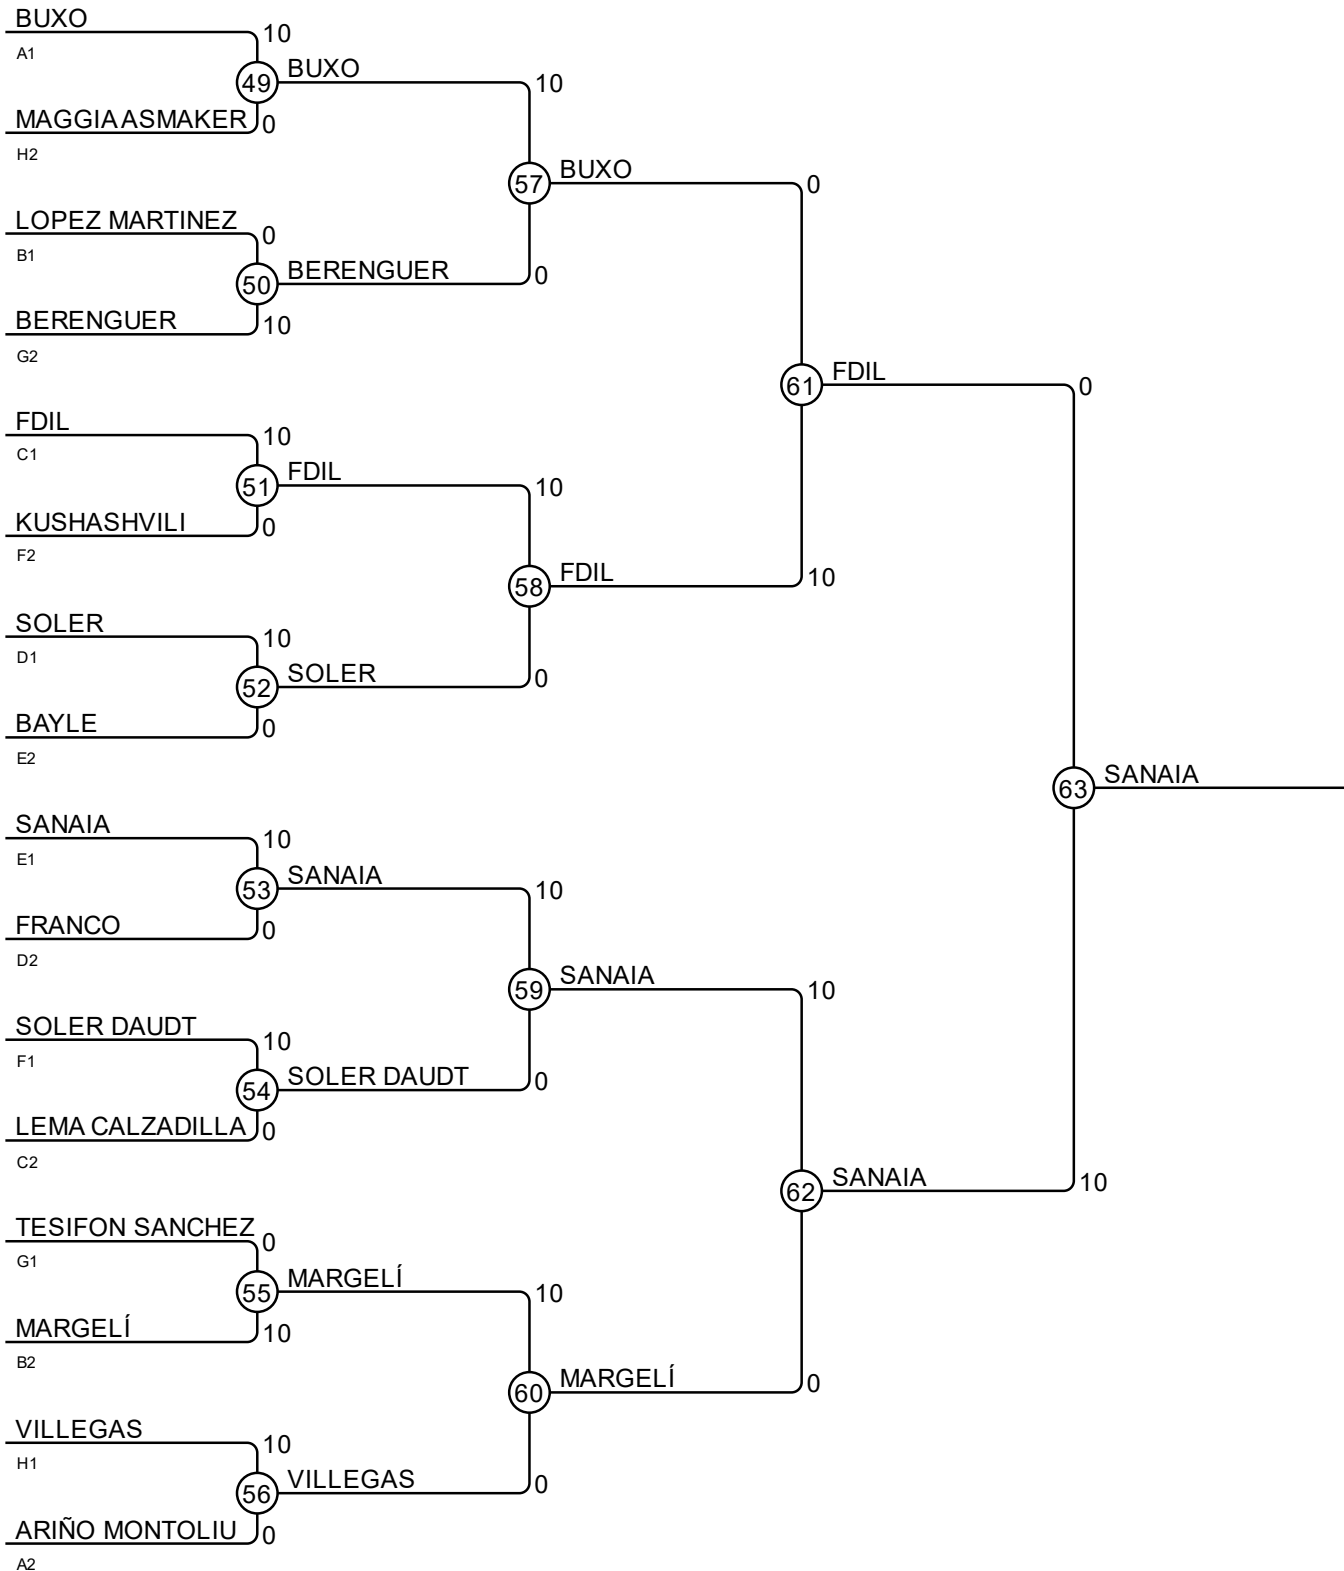 BUXO
10
A1
49
BUXO
10
MAGGIA ASMAKER
0
H2
57
BUXO
0
LOPEZ MARTINEZ
0
B1
50
BERENGUER
0
BERENGUER
10
G2
61
FDIL
0
FDIL
10
C1
51
FDIL
10
KUSHASHVILI
0
F2
58
FDIL
10
SOLER
10
D1
52
SOLER
0
BAYLE
0
E2
63
SANAIA
SANAIA
10
E1
53
SANAIA
10
FRANCO
0
D2
59
SANAIA
10
SOLER DAUDT
10
F1
54
SOLER DAUDT
0
LEMA CALZADILLA
0
C2
62
SANAIA
10
TESIFON SANCHEZ
0
G1
55
MARGELÍ
10
MARGELÍ
10
B2
60
MARGELÍ
0
VILLEGAS
10
H1
56
VILLEGAS
0
ARIÑO MONTOLIU
0
A2